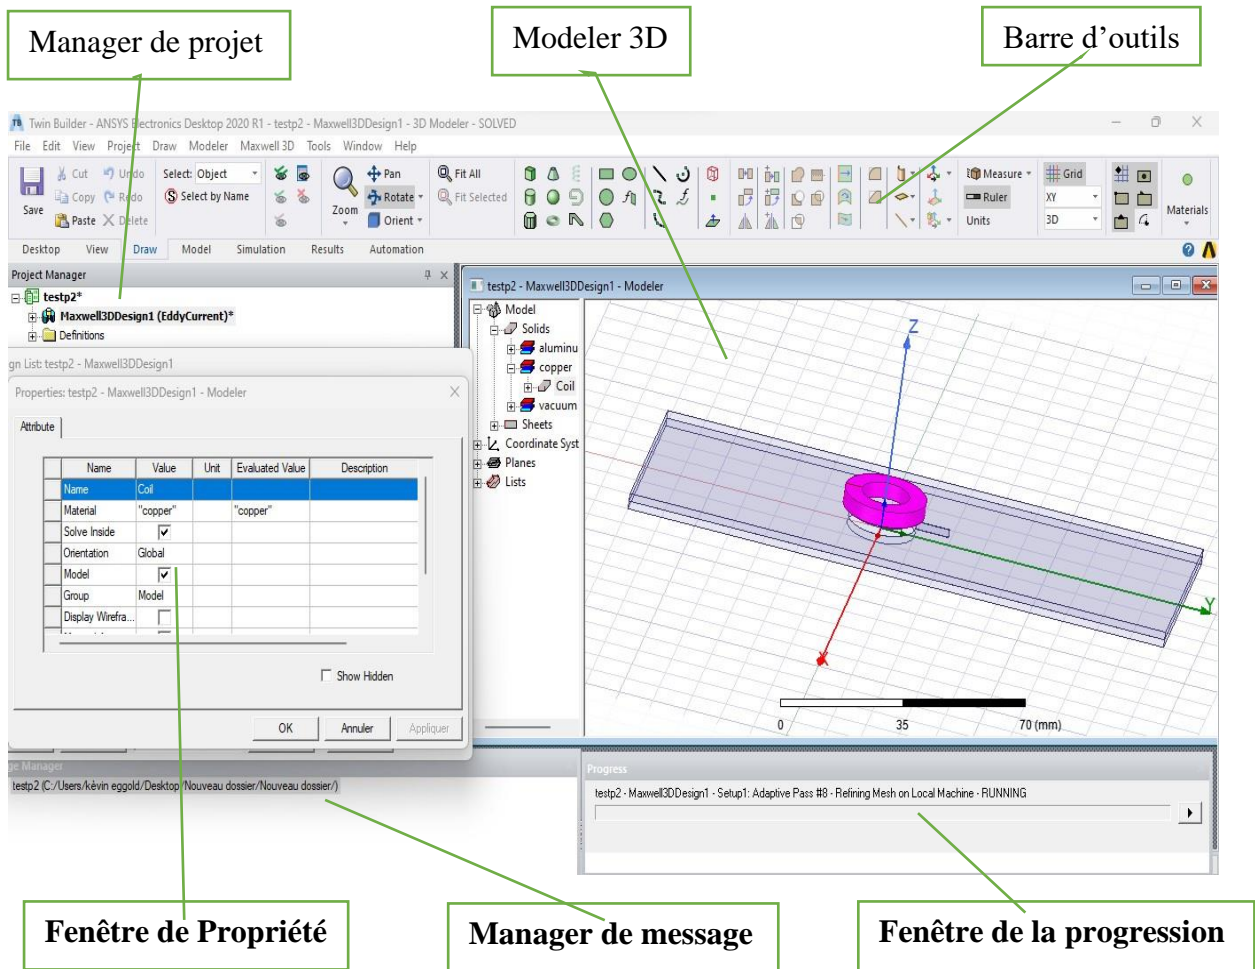 Manager de projet
Modeler 3D
Barre d'outils
Twin Builder - ANSYS Electronics Desktop 2020 R1 - testp2 - Maxwell3DDesign1 - 3D Modeler - SOLVED
File Edit View Project Draw Modeler Maxwell 3D Tools Window Help
Save
Cut Undo
Copy Redo
Paste Delete
Select: Object
Select by Name
Zoom
Pan
Rotate
Orient
Fit All
Fit Selected
Measure
Ruler
Units
Grid
XY
3D
Materials
Desktop View Draw Model Simulation Results Automation
Project Manager
testp2*
Maxwell3DDesign1 (EddyCurrent)*
Definitions
gn List: testp2 - Maxwell3DDesign1
Properties: testp2 - Maxwell3DDesign1 - Modeler
Attribute
Name Value Unit Evaluated Value Description
Name Coil
Material "copper" "copper"
Solve Inside
Orientation Global
Model
Group Model
Display Wirefra...
Show Hidden
OK Annuler Appliquer
testp2 - Maxwell3DDesign1 - Modeler
Model
Solids
aluminu
copper
Coil
vacuum
Sheets
Coordinate Syst
Planes
Lists
Z
Y
X
0 35 70 (mm)
ge Manager
testp2 (C:/Users/kèvin eggold/Desktop/Nouveau dossier/Nouveau dossier/)
Progress
testp2 - Maxwell3DDesign1 - Setup1: Adaptive Pass #8 - Refining Mesh on Local Machine - RUNNING
Fenêtre de Propriété
Manager de message
Fenêtre de la progression